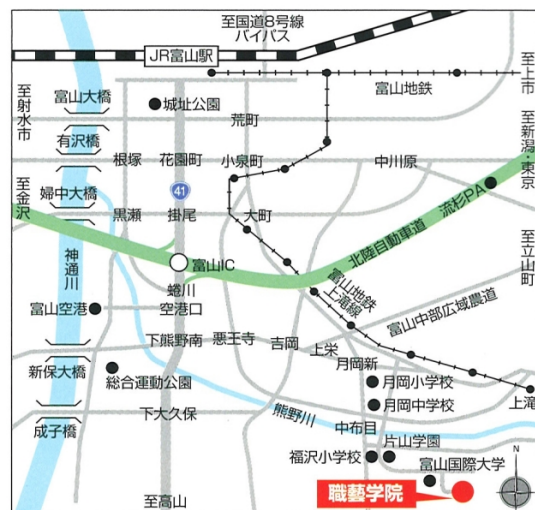 至国道8号線
バイパス
JR富山駅
至上市
富山地鉄
至射水市
富山大橋
城址公園
荒町
有沢橋
至新潟・東京
根塚
花園町
小泉町
中川原
婦中大橋
41
流杉PA
至金沢
黒瀬
掛尾
大町
北陸自動車道
至立山町
神通川
富山IC
富山地鉄
上滝線
蜷川
富山空港
空港口
富山中部広域農道
下熊野南
悪王寺
吉岡
上栄
月岡新
新保大橋
総合運動公園
月岡小学校
上滝
下大久保
熊野川
月岡中学校
成子橋
中布目
福沢小学校
片山学園
富山国際大学
N
至高山
職藝学院